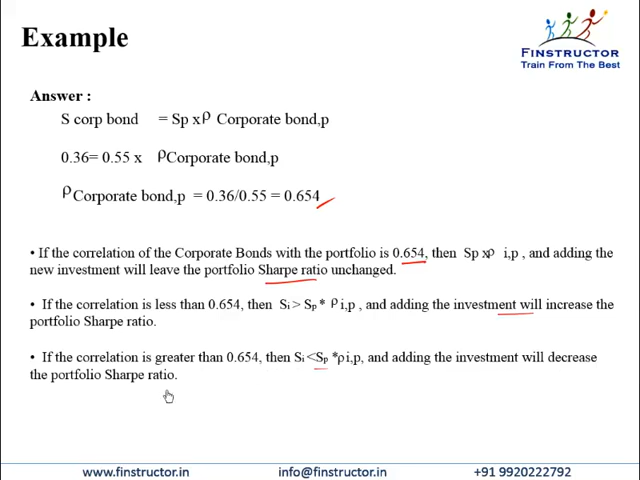 Example
FINSTRUCTOR
Train From The Best
Answer :
S corp bond = Sp x ρ Corporate bond,p
0.36= 0.55 x ρCorporate bond,p
ρ Corporate bond,p = 0.36/0.55 = 0.654
• If the correlation of the Corporate Bonds with the portfolio is 0.654, then Sp xρ i,p , and adding the
new investment will leave the portfolio Sharpe ratio unchanged.
• If the correlation is less than 0.654, then Si > Sp * ρ i,p , and adding the investment will increase the
portfolio Sharpe ratio.
• If the correlation is greater than 0.654, then Si <Sp *ρi,p, and adding the investment will decrease
the portfolio Sharpe ratio.
www.finstructor.in info@finstructor.in +91 9920222792